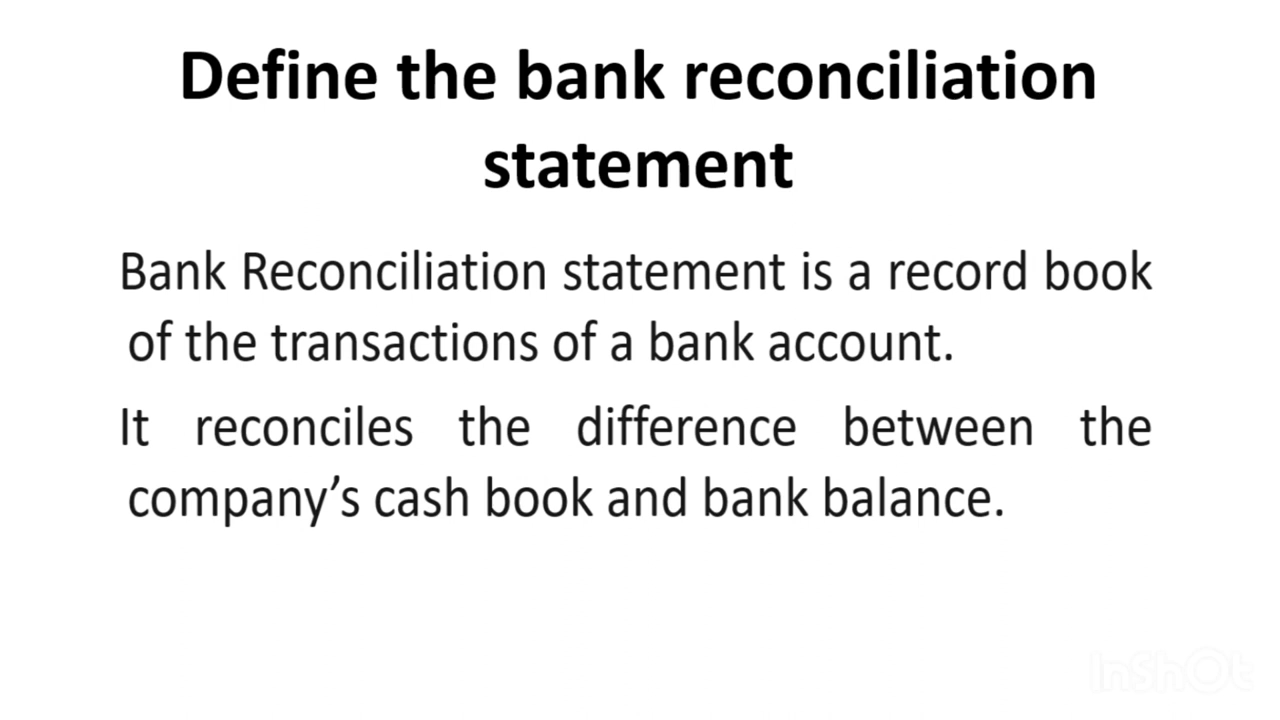 Define the bank reconciliation
statement
Bank Reconciliation statement is a record book
of the transactions of a bank account.
It reconciles the difference between the
company’s cash book and bank balance.
InShOt